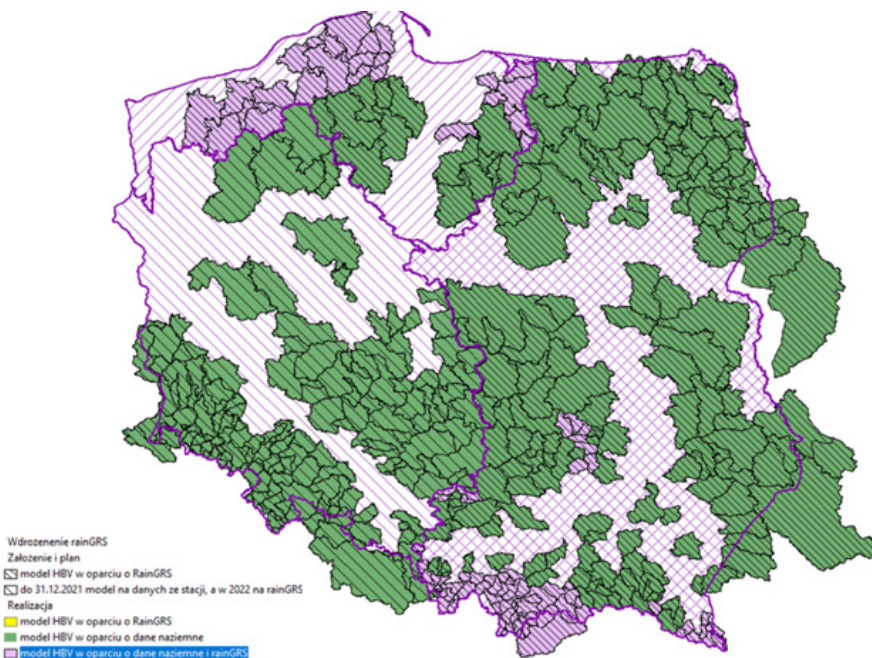 Wdrożenenie rainGRS
Założenie i plan
model HBV w oparciu o RainGRS
do 31.12.2021 model na danych ze stacji, a w 2022 na rainGRS
Realizacja
model HBV w oparciu o RainGRS
model HBV w oparciu o dane naziemne
model HBV w oparciu o dane naziemne i rainGRS